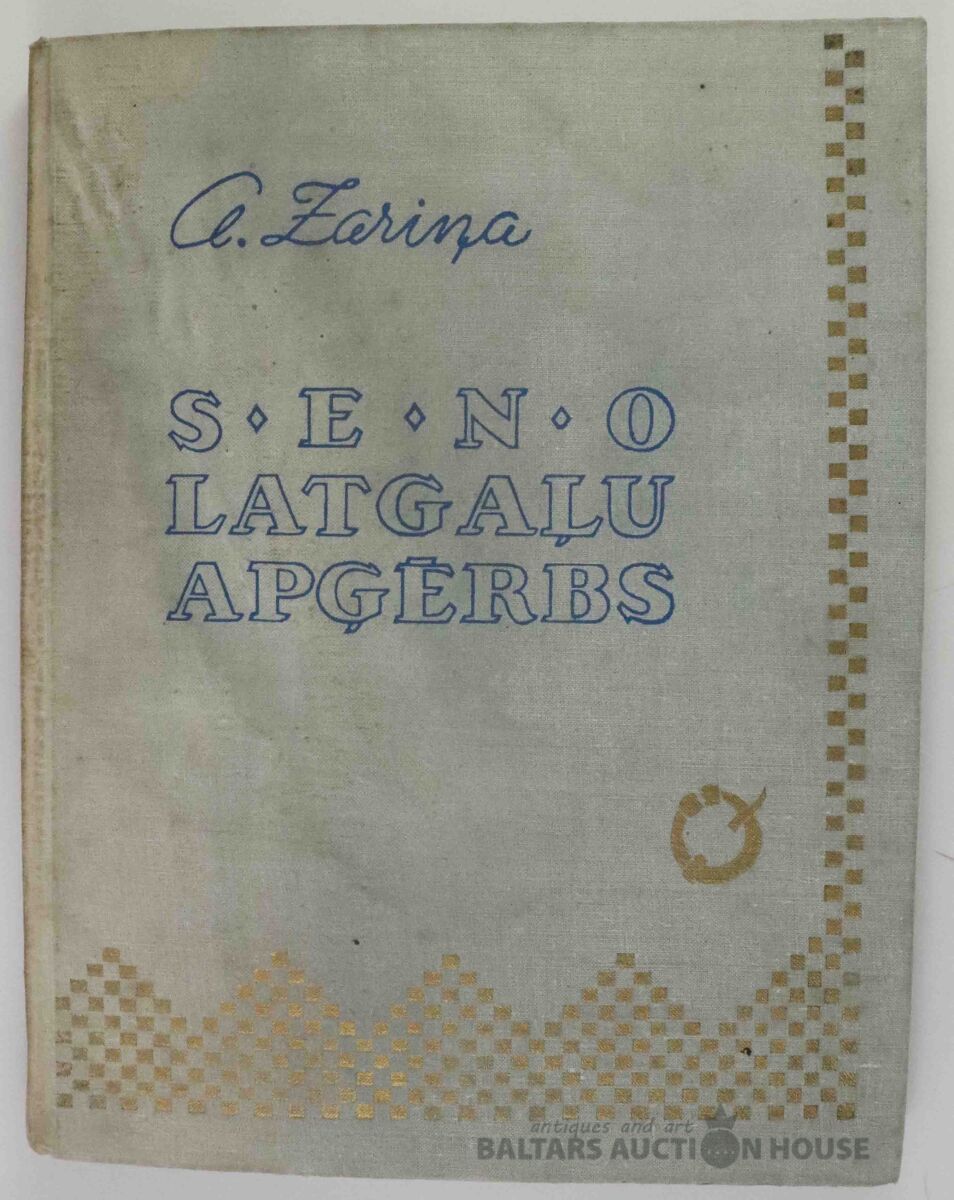 A. Zariņa
S·E·N·O
LATGAĻU
APĢĒRBS
antiques and art
BALTARS AUCTION HOUSE